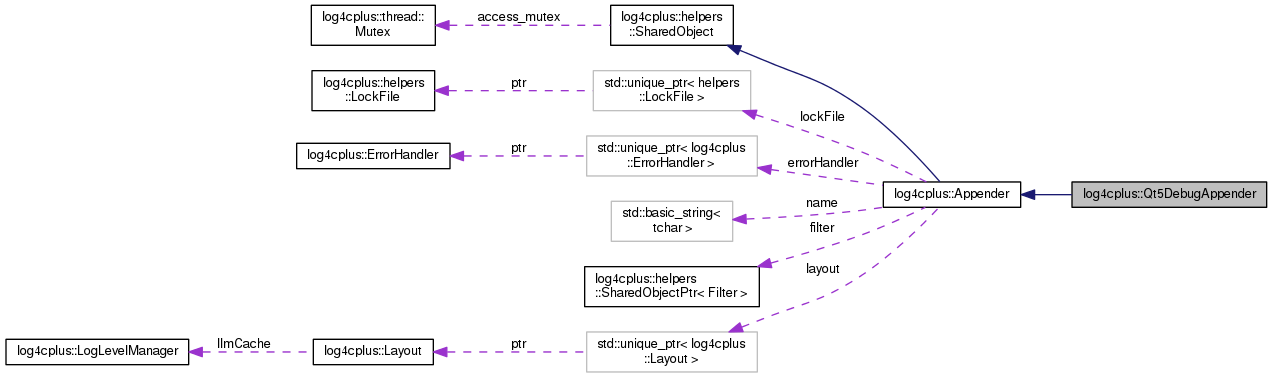 log4cplus::thread::
Mutex
access_mutex
log4cplus::helpers
::SharedObject
log4cplus::helpers
::LockFile
ptr
std::unique_ptr< helpers
::LockFile >
lockFile
log4cplus::ErrorHandler
ptr
std::unique_ptr< log4cplus
::ErrorHandler >
errorHandler
log4cplus::Appender
log4cplus::Qt5DebugAppender
std::basic_string<
tchar >
name
filter
log4cplus::helpers
::SharedObjectPtr< Filter >
layout
log4cplus::LogLevelManager
llmCache
log4cplus::Layout
ptr
std::unique_ptr< log4cplus
::Layout >